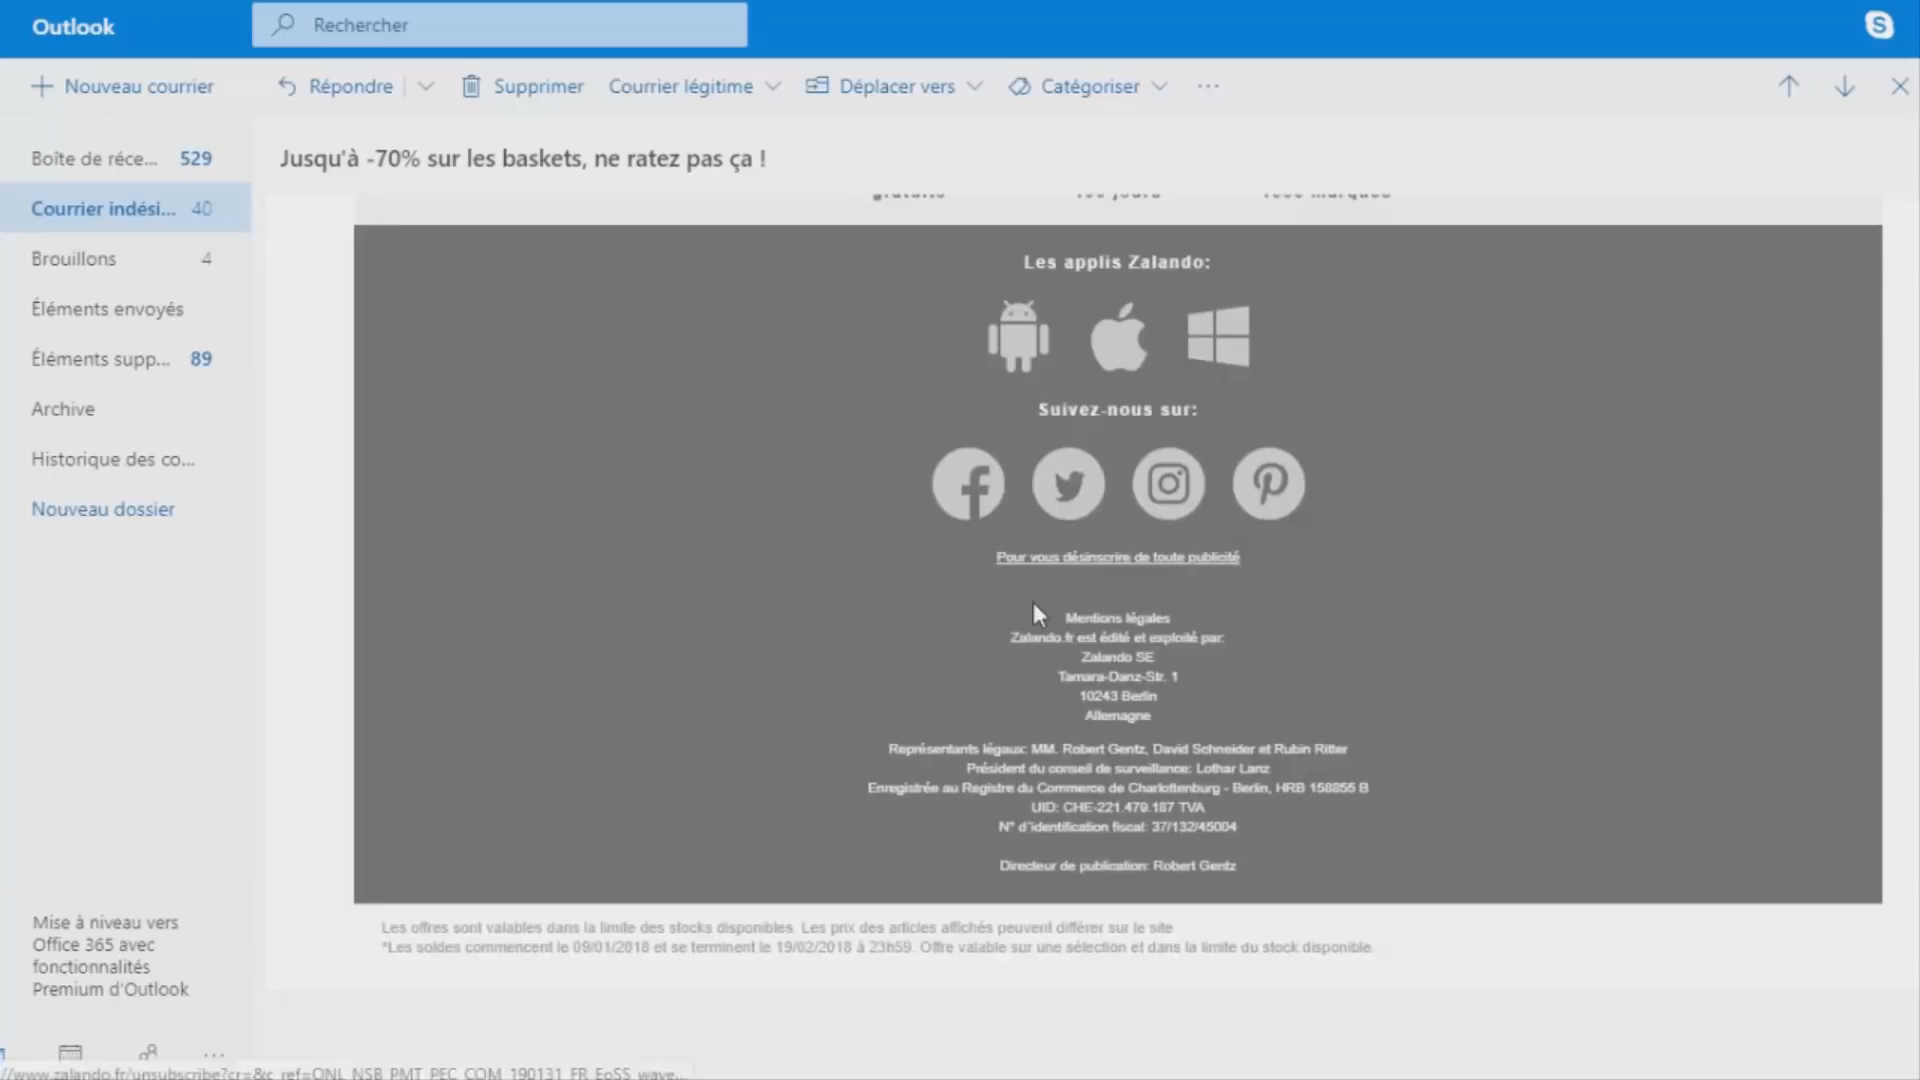 Outlook
Rechercher
Nouveau courrier
Répondre
Supprimer
Courrier légitime
Déplacer vers
Catégoriser
Boîte de réce... 529
Courrier indési... 40
Brouillons 4
Éléments envoyés
Éléments supp... 89
Archive
Historique des co...
Nouveau dossier
Mise à niveau vers
Office 365 avec
fonctionnalités
Premium d'Outlook
Jusqu'à -70% sur les baskets, ne ratez pas ça !
Les applis Zalando:
Suivez-nous sur:
Pour vous désinscrire de toute publicité
Mentions légales
Zalando.fr est édité et exploité par:
Zalando SE
Tamara-Danz-Str. 1
10243 Berlin
Allemagne
Représentants légaux: MM. Robert Gentz, David Schneider et Rubin Ritter
Président du conseil de surveillance: Lothar Lanz
Enregistrée au Registre du Commerce de Charlottenburg - Berlin, HRB 158855 B
UID: CHE-221.479.187 TVA
N° d'identification fiscal: 37/132/45004
Directeur de publication: Robert Gentz
Les offres sont valables dans la limite des stocks disponibles. Les prix des articles affichés peuvent différer sur le site
*Les soldes commencent le 09/01/2018 et se terminent le 19/02/2018 à 23h59. Offre valable sur une sélection et dans la limite du stock disponible.
//www.zalando.fr/unsubscribe?cr=&c_ref=ONL_NSB_PMT_PEC_COM_190131_FR_EoSS_wave...